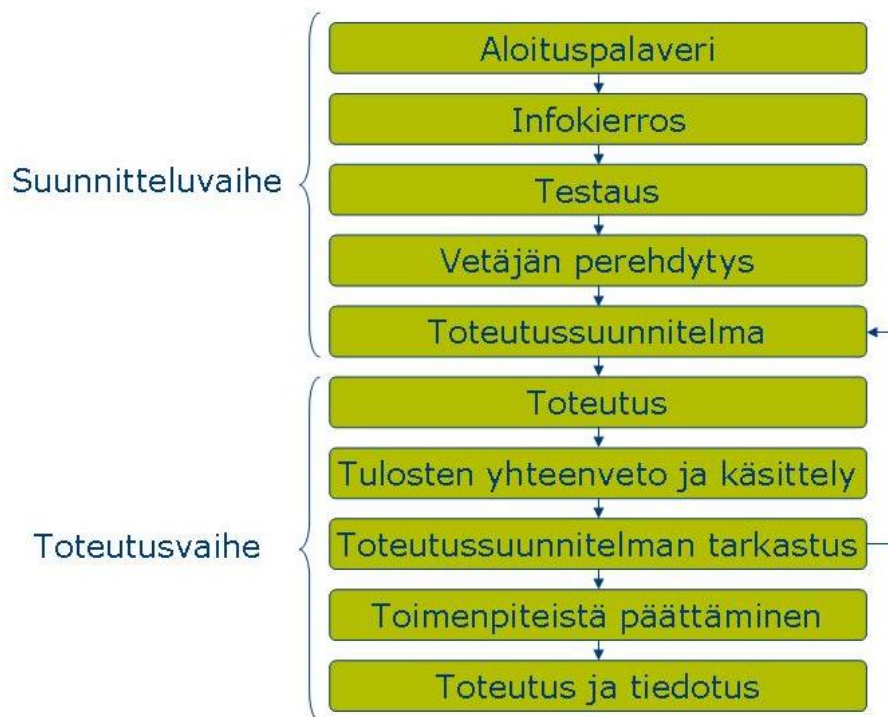 Suunnitteluvaihe
Aloituspalaveri
Infokierros
Testaus
Vetäjän perehdytys
Toteutussuunnitelma
Toteutusvaihe
Toteutus
Tulosten yhteenveto ja käsittely
Toteutussuunnitelman tarkastus
Toimenpiteistä päättäminen
Toteutus ja tiedotus